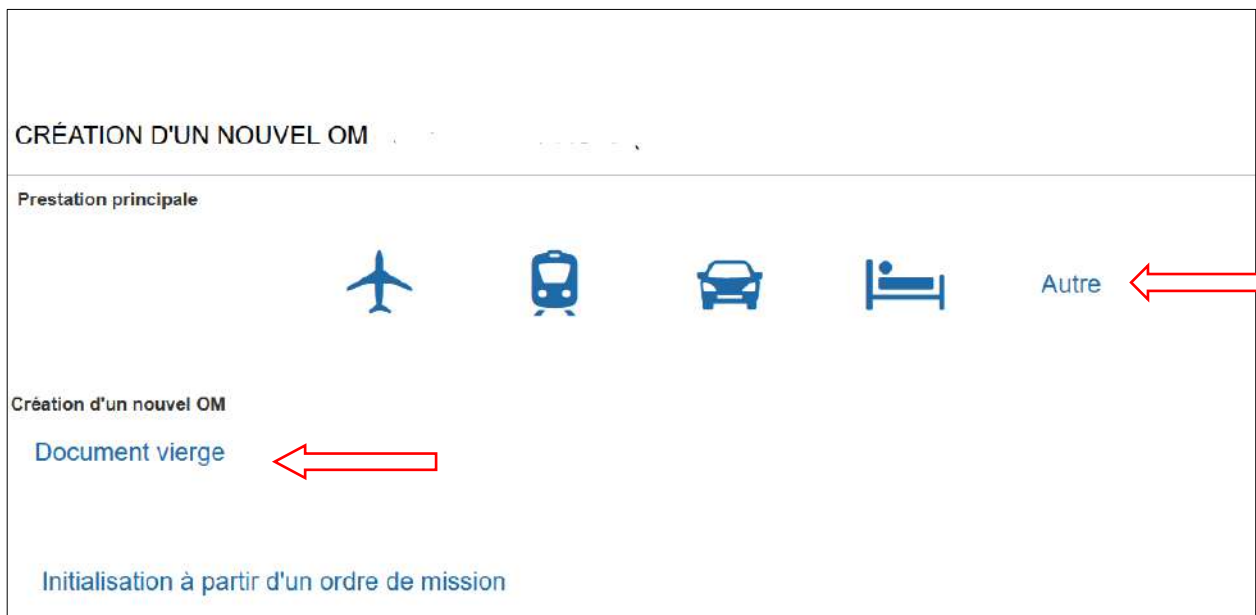 CRÉATION D'UN NOUVEL OM
Prestation principale
Autre
Création d'un nouvel OM
Document vierge
Initialisation à partir d'un ordre de mission